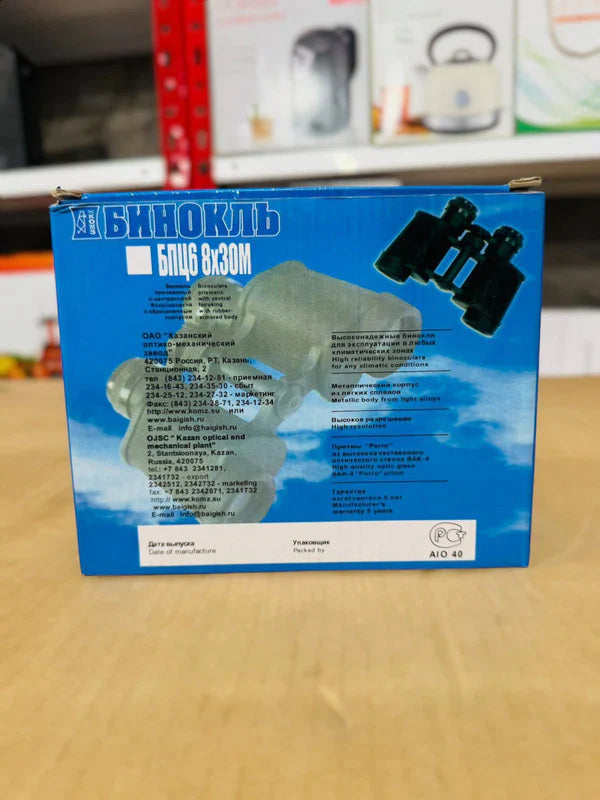 БИНОКЛЬ
БПЦ6 8х30М
Бинокль
призменный
с центральной
Фокусировкой
с обрезиненным
корпусом
Binoculars
prismatic
with central
focusing
with rubber-
armored body
ОАО "Казанский
оптико-механический
завод"
420075 Россия, РТ, Казань,
Станционная, 2
тел (843) 234-12-81 - приемная
234-16-43, 234-35-30 - сбыт
234-25-12, 234-27-32 - маркетинг
Факс: (843) 234-28-71, 234-12-34
http://www.komz.su или
www.baigish.ru
E-mail info@baigish.ru
OJSC "Kazan optical and
mechanical plant"
2, Stantsioonaya, Kazan,
Russia, 420075
tel.: +7 843 2341281,
2341732 - export
2342512, 2342732 - marketing
fax: +7 843 2342871, 2341732
http:// www.komz.su
www.baigish.ru
E-mail Info@baigish.ru
Высоконадежные бинокли
для эксплуатации в любых
климатических зонах
High reliability binoculars
for any climatic conditions
Металлический корпус
из легких сплавов
Metallic body from light alloys
Высокое разрешение
High resolution
Призмы "Porro"
из высококачественного
оптического стекла BAK-4
High quality optic glass
BAK-4 "Porro" prism
Гарантия
изготовителя 5 лет
Manufacturer's
warranty 5 years
Дата выпуска
Date of manufacture
Упаковщик
Packed by
АІО 40